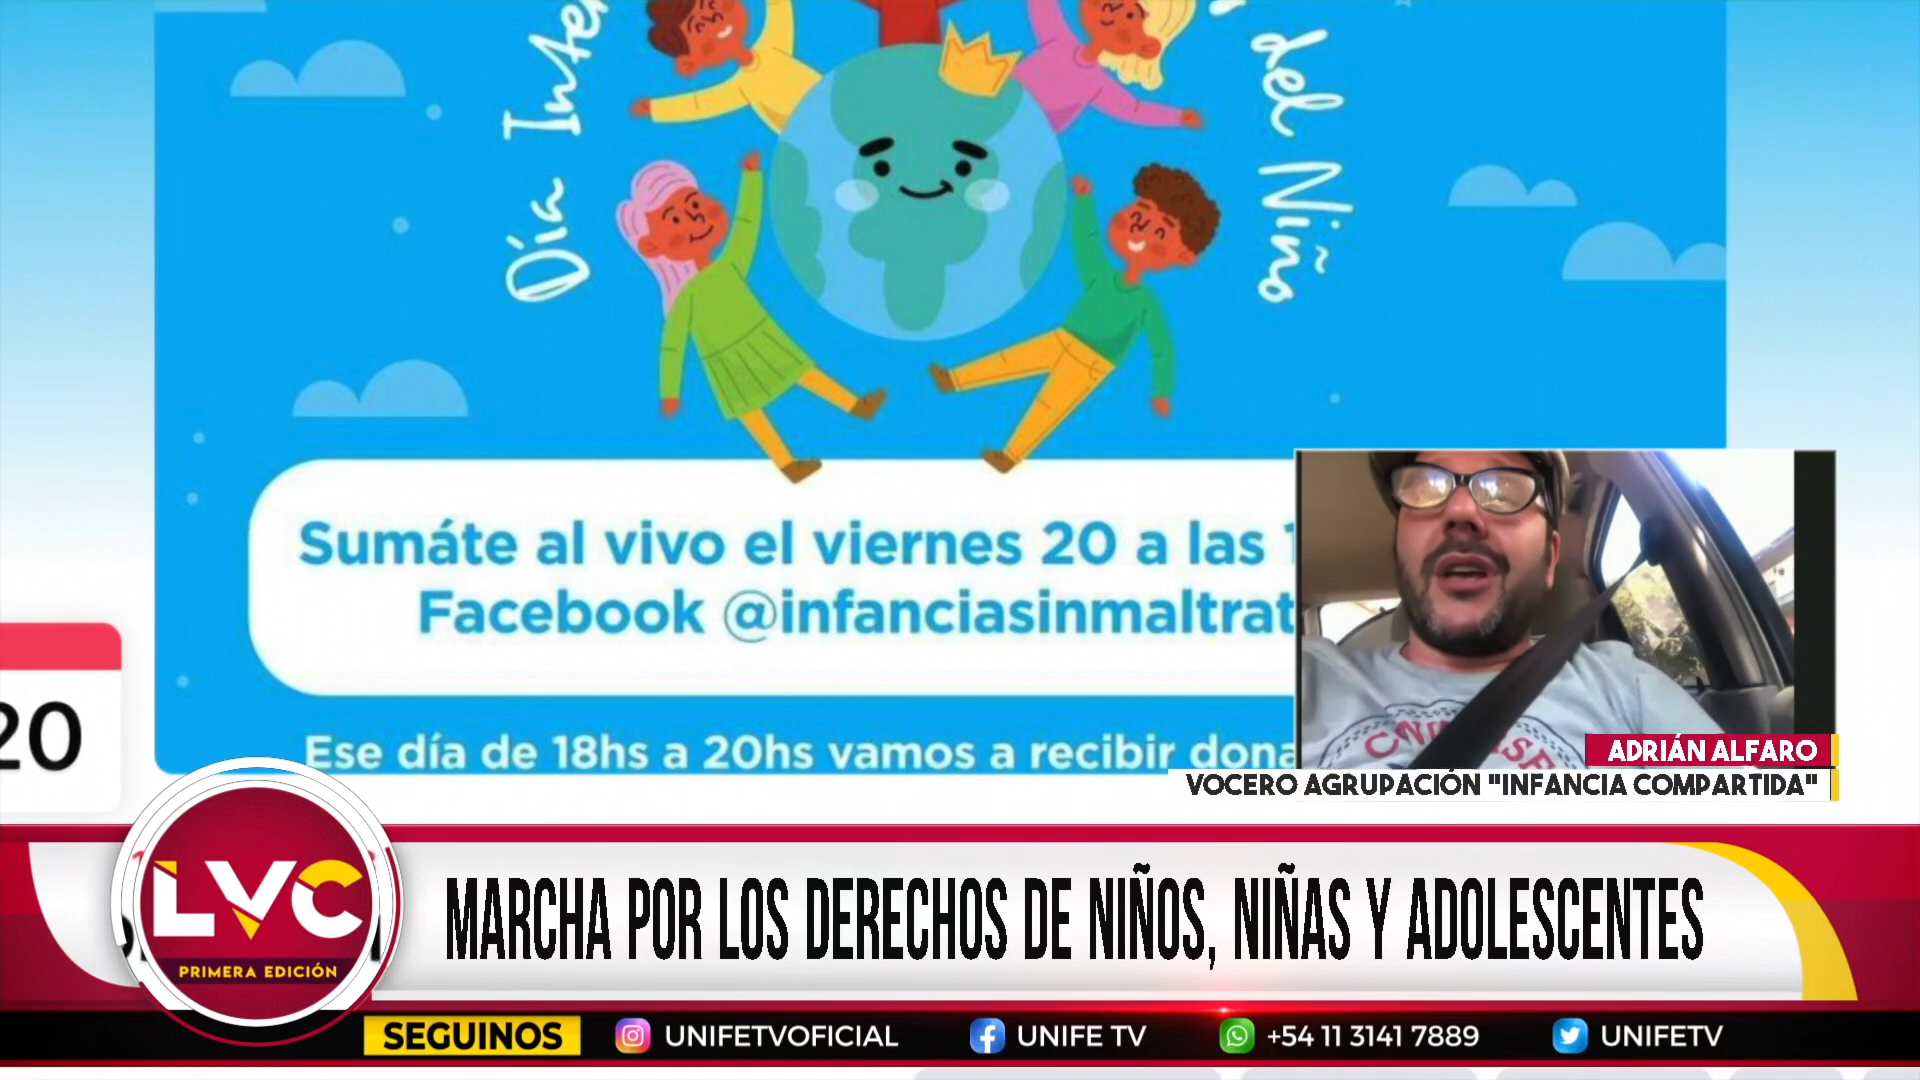 Día
del Niño
Sumáte al vivo el viernes 20 a las
Facebook
Ese día de 18hs a 20hs vamos a recibir
20
ADRIÁN ALFARO
VOCERO AGRUPACIÓN "INFANCIA COMPARTIDA"
LVC
PRIMERA EDICIÓN
MARCHA POR LOS DERECHOS DE NIÑOS, NIÑAS Y ADOLESCENTES
SEGUINOS
UNIFETVOFICIAL
UNIFE TV
+54 11 3141 7889
UNIFETV